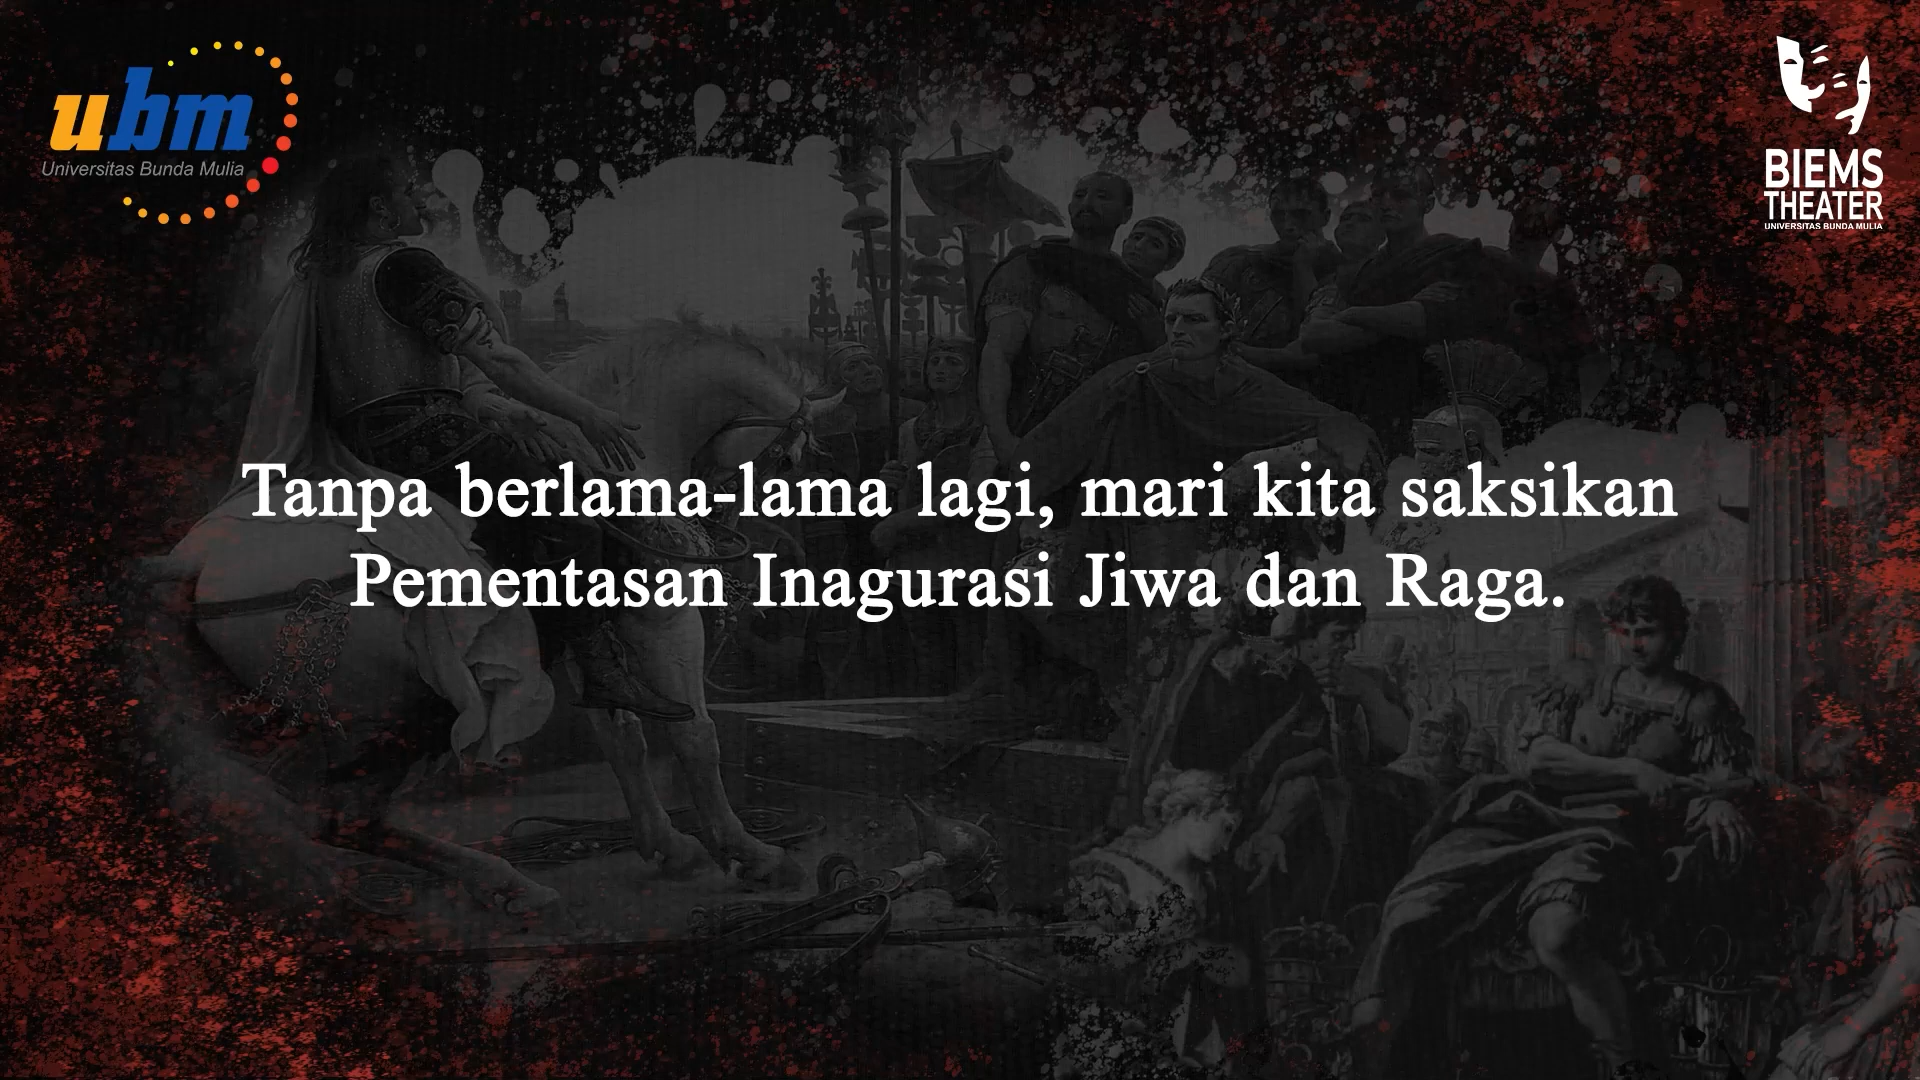 ubm
Universitas Bunda Mulia
BIEMS
THEATER
UNIVERSITAS BUNDA MULIA
Tanpa berlama-lama lagi, mari kita saksikan
Pementasan Inagurasi Jiwa dan Raga.